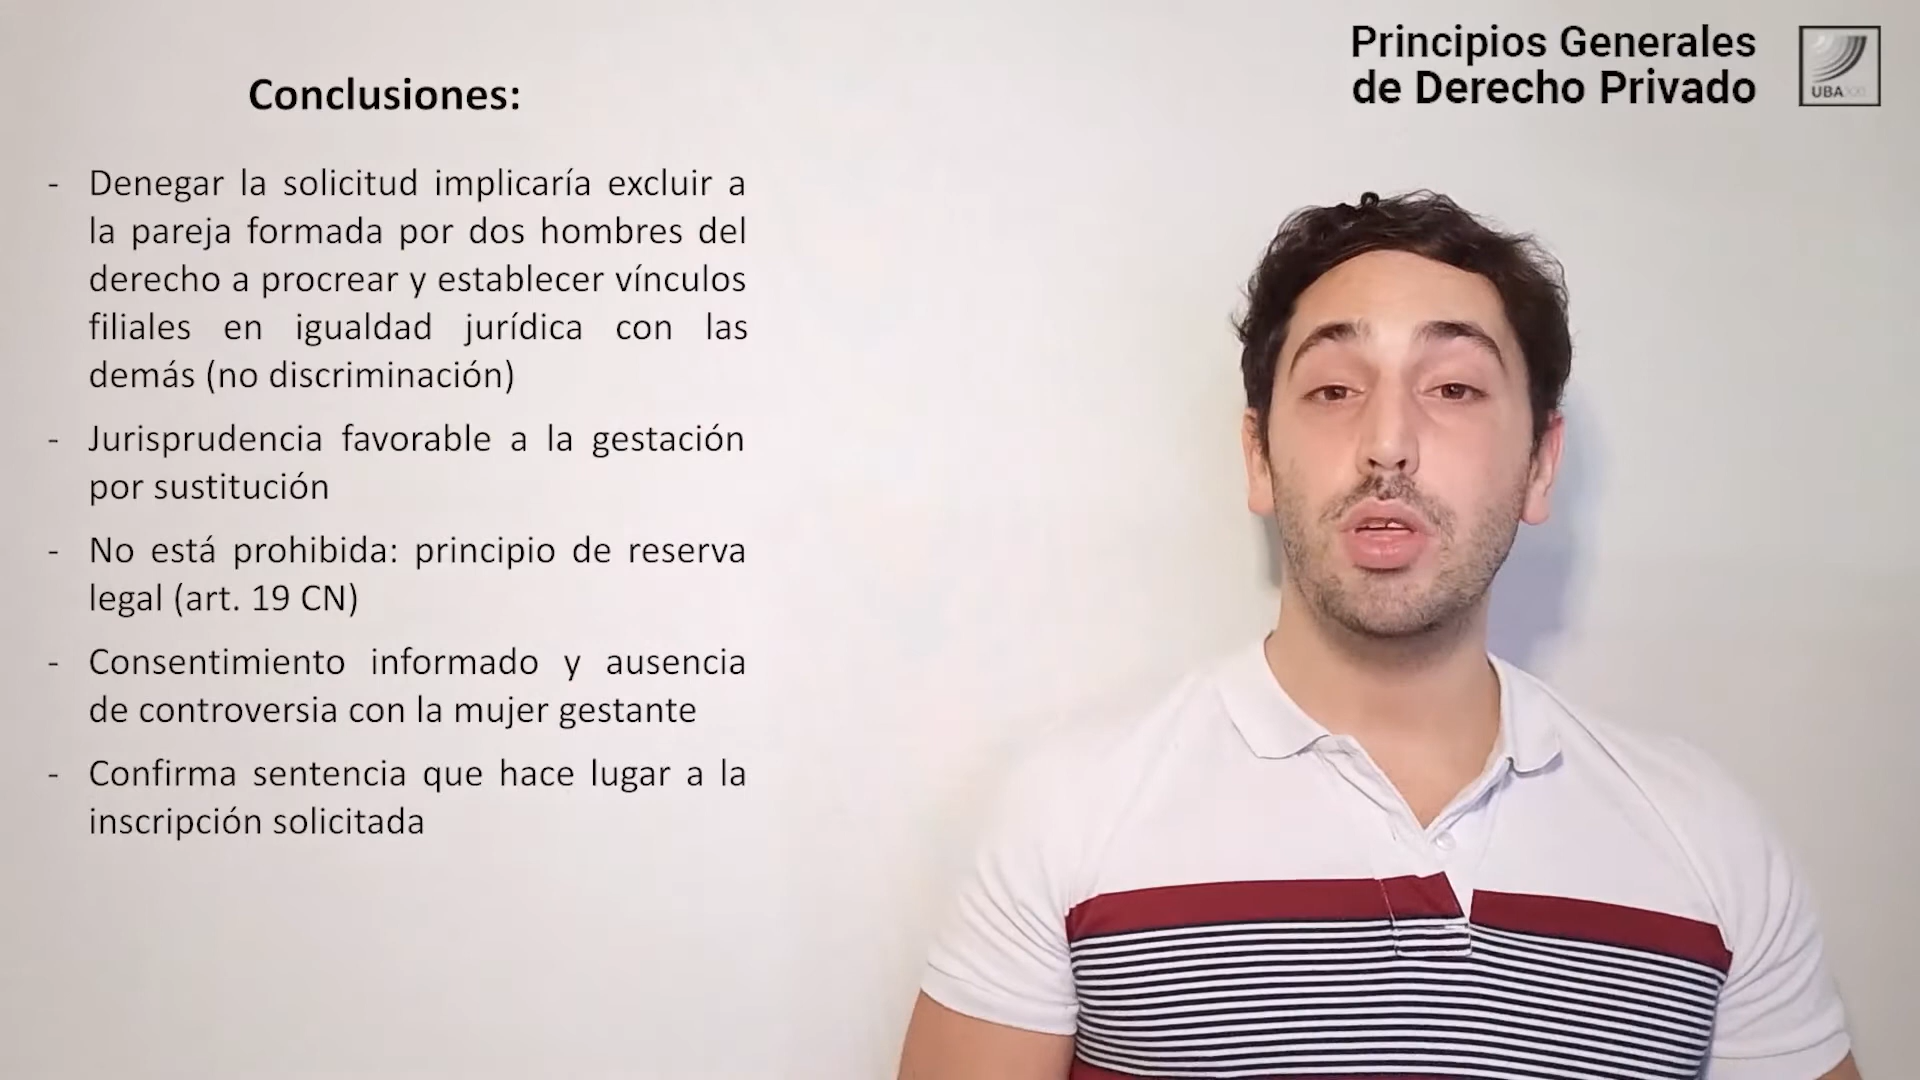 Principios Generales
de Derecho Privado
UBA XXI
Conclusiones:
- Denegar la solicitud implicaría excluir a
la pareja formada por dos hombres del
derecho a procrear y establecer vínculos
filiales en igualdad jurídica con las
demás (no discriminación)
- Jurisprudencia favorable a la gestación
por sustitución
- No está prohibida: principio de reserva
legal (art. 19 CN)
- Consentimiento informado y ausencia
de controversia con la mujer gestante
- Confirma sentencia que hace lugar a la
inscripción solicitada